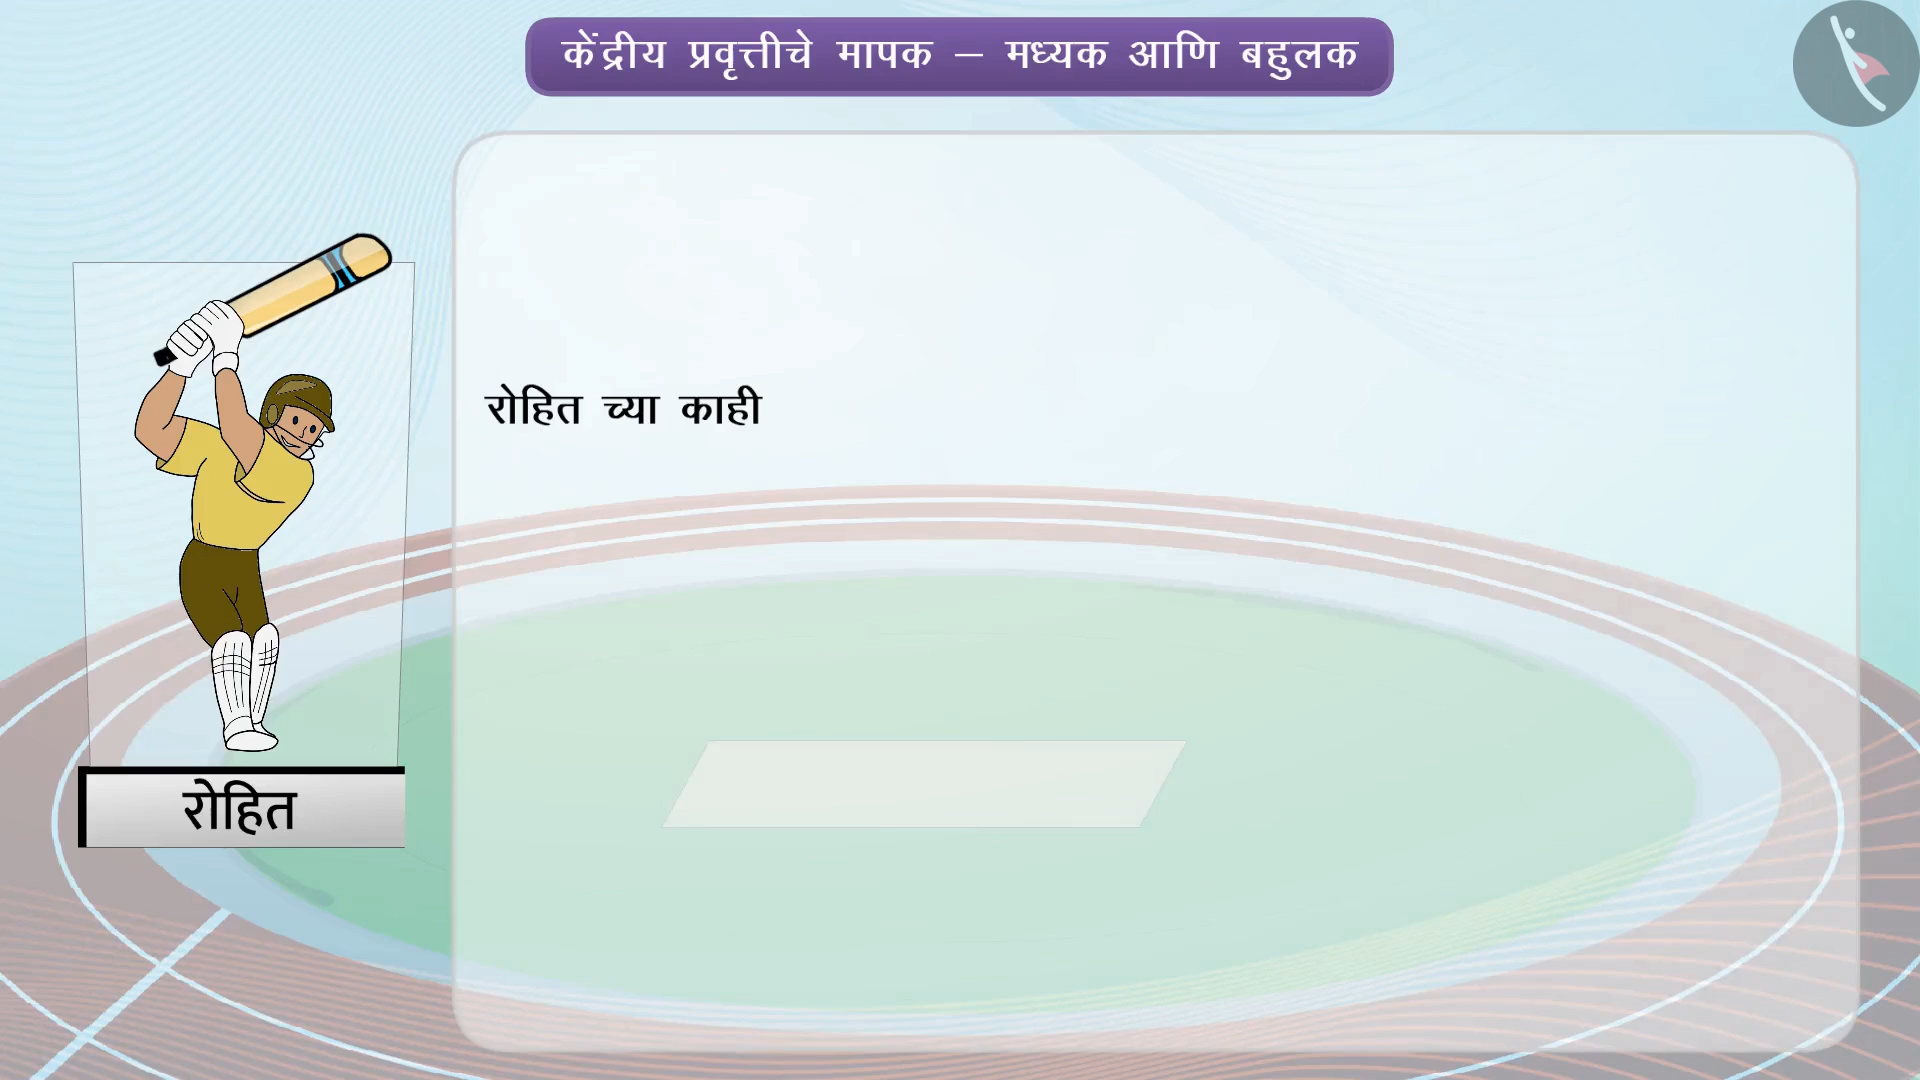 केंद्रीय प्रवृत्तीचे मापक – मध्यक आणि बहुलक
रोहित च्या काही
रोहित